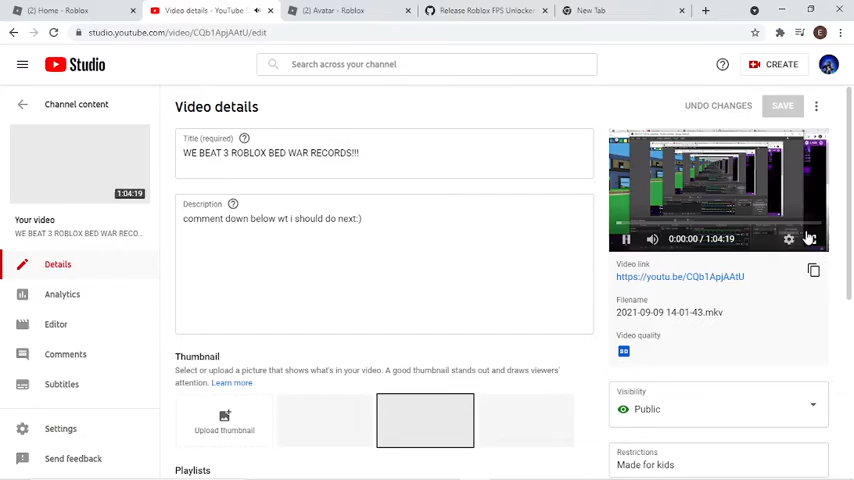 (2) Home - Roblox
Video details - YouTube S
(2) Avatar - Roblox
Release Roblox FPS Unlocker
New Tab
studio.youtube.com/video/CQb1ApjAAtU/edit
E
Studio
Search across your channel
CREATE
Channel content
Video details
UNDO CHANGES
SAVE
Title (required)
WE BEAT 3 ROBLOX BED WAR RECORDS!!!
1:04:19
Your video
WE BEAT 3 ROBLOX BED WAR RECO...
Description
comment down below wt i should do next:)
0:00:00 / 1:04:19
Details
Analytics
Editor
Comments
Subtitles
Settings
Send feedback
Video link
https://youtu.be/CQb1ApjAAtU
Filename
2021-09-09 14-01-43.mkv
Video quality
Thumbnail
Select or upload a picture that shows what's in your video. A good thumbnail stands out and draws viewers'
attention. Learn more
Upload thumbnail
Visibility
Public
Restrictions
Made for kids
Playlists